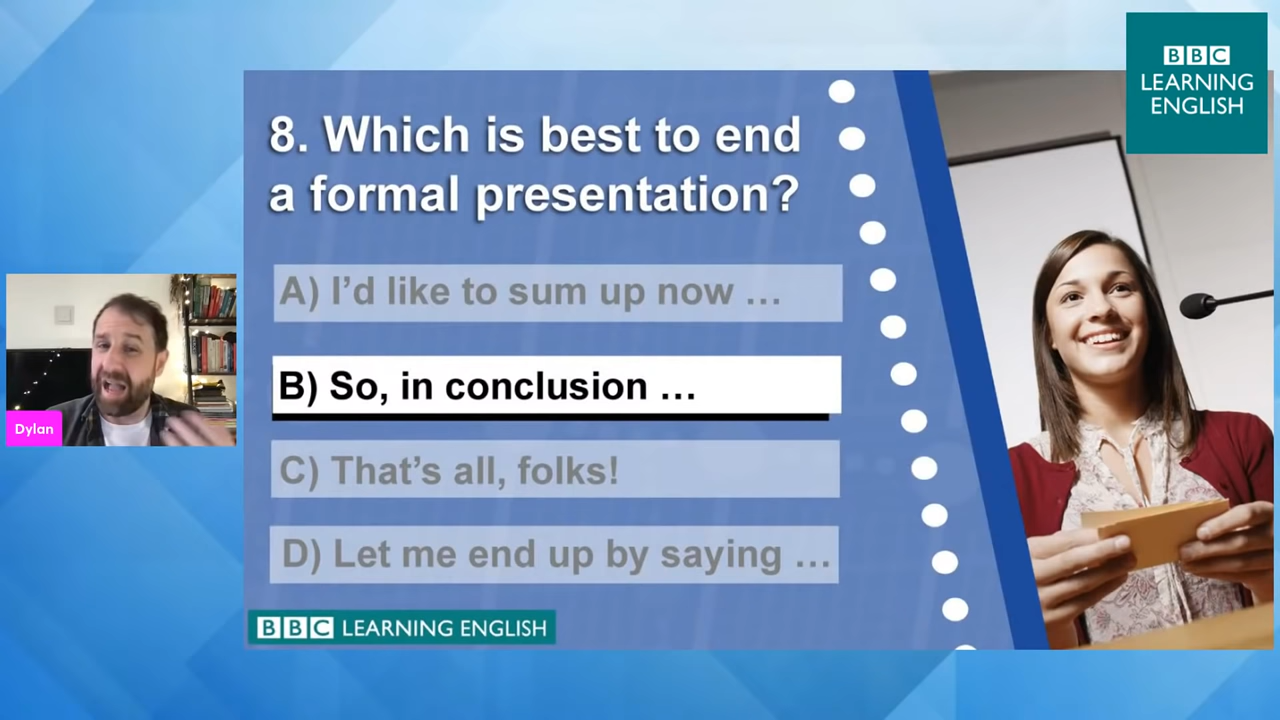 BBC
LEARNING
ENGLISH
8. Which is best to end
a formal presentation?
A) I’d like to sum up now …
B) So, in conclusion …
C) That’s all, folks!
D) Let me end up by saying …
Dylan
BBC LEARNING ENGLISH